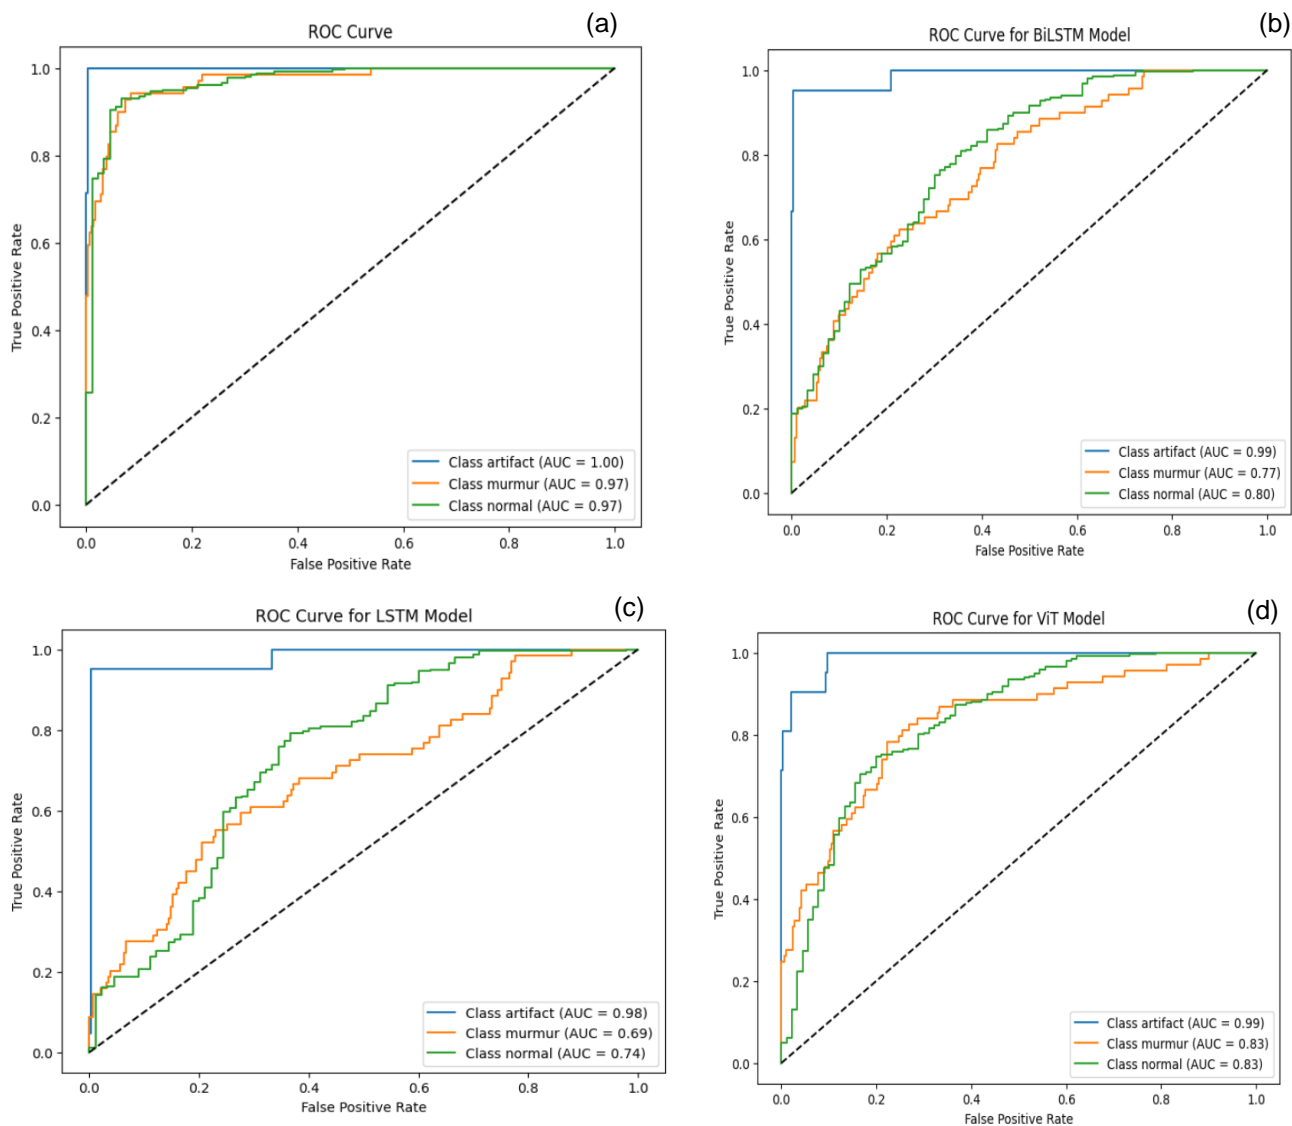 (a)
ROC Curve
True Positive Rate
1.0
0.8
0.6
0.4
0.2
0.0
Class artifact (AUC = 1.00)
Class murmur (AUC = 0.97)
Class normal (AUC = 0.97)
0.0 0.2 0.4 0.6 0.8 1.0
False Positive Rate
(b)
ROC Curve for BiLSTM Model
True Positive Rate
1.0
0.8
0.6
0.4
0.2
0.0
Class artifact (AUC = 0.99)
Class murmur (AUC = 0.77)
Class normal (AUC = 0.80)
0.0 0.2 0.4 0.6 0.8 1.0
False Positive Rate
(c)
ROC Curve for LSTM Model
True Positive Rate
1.0
0.8
0.6
0.4
0.2
0.0
Class artifact (AUC = 0.98)
Class murmur (AUC = 0.69)
Class normal (AUC = 0.74)
0.0 0.2 0.4 0.6 0.8 1.0
False Positive Rate
(d)
ROC Curve for ViT Model
True Positive Rate
1.0
0.8
0.6
0.4
0.2
0.0
Class artifact (AUC = 0.99)
Class murmur (AUC = 0.83)
Class normal (AUC = 0.83)
0.0 0.2 0.4 0.6 0.8 1.0
False Positive Rate